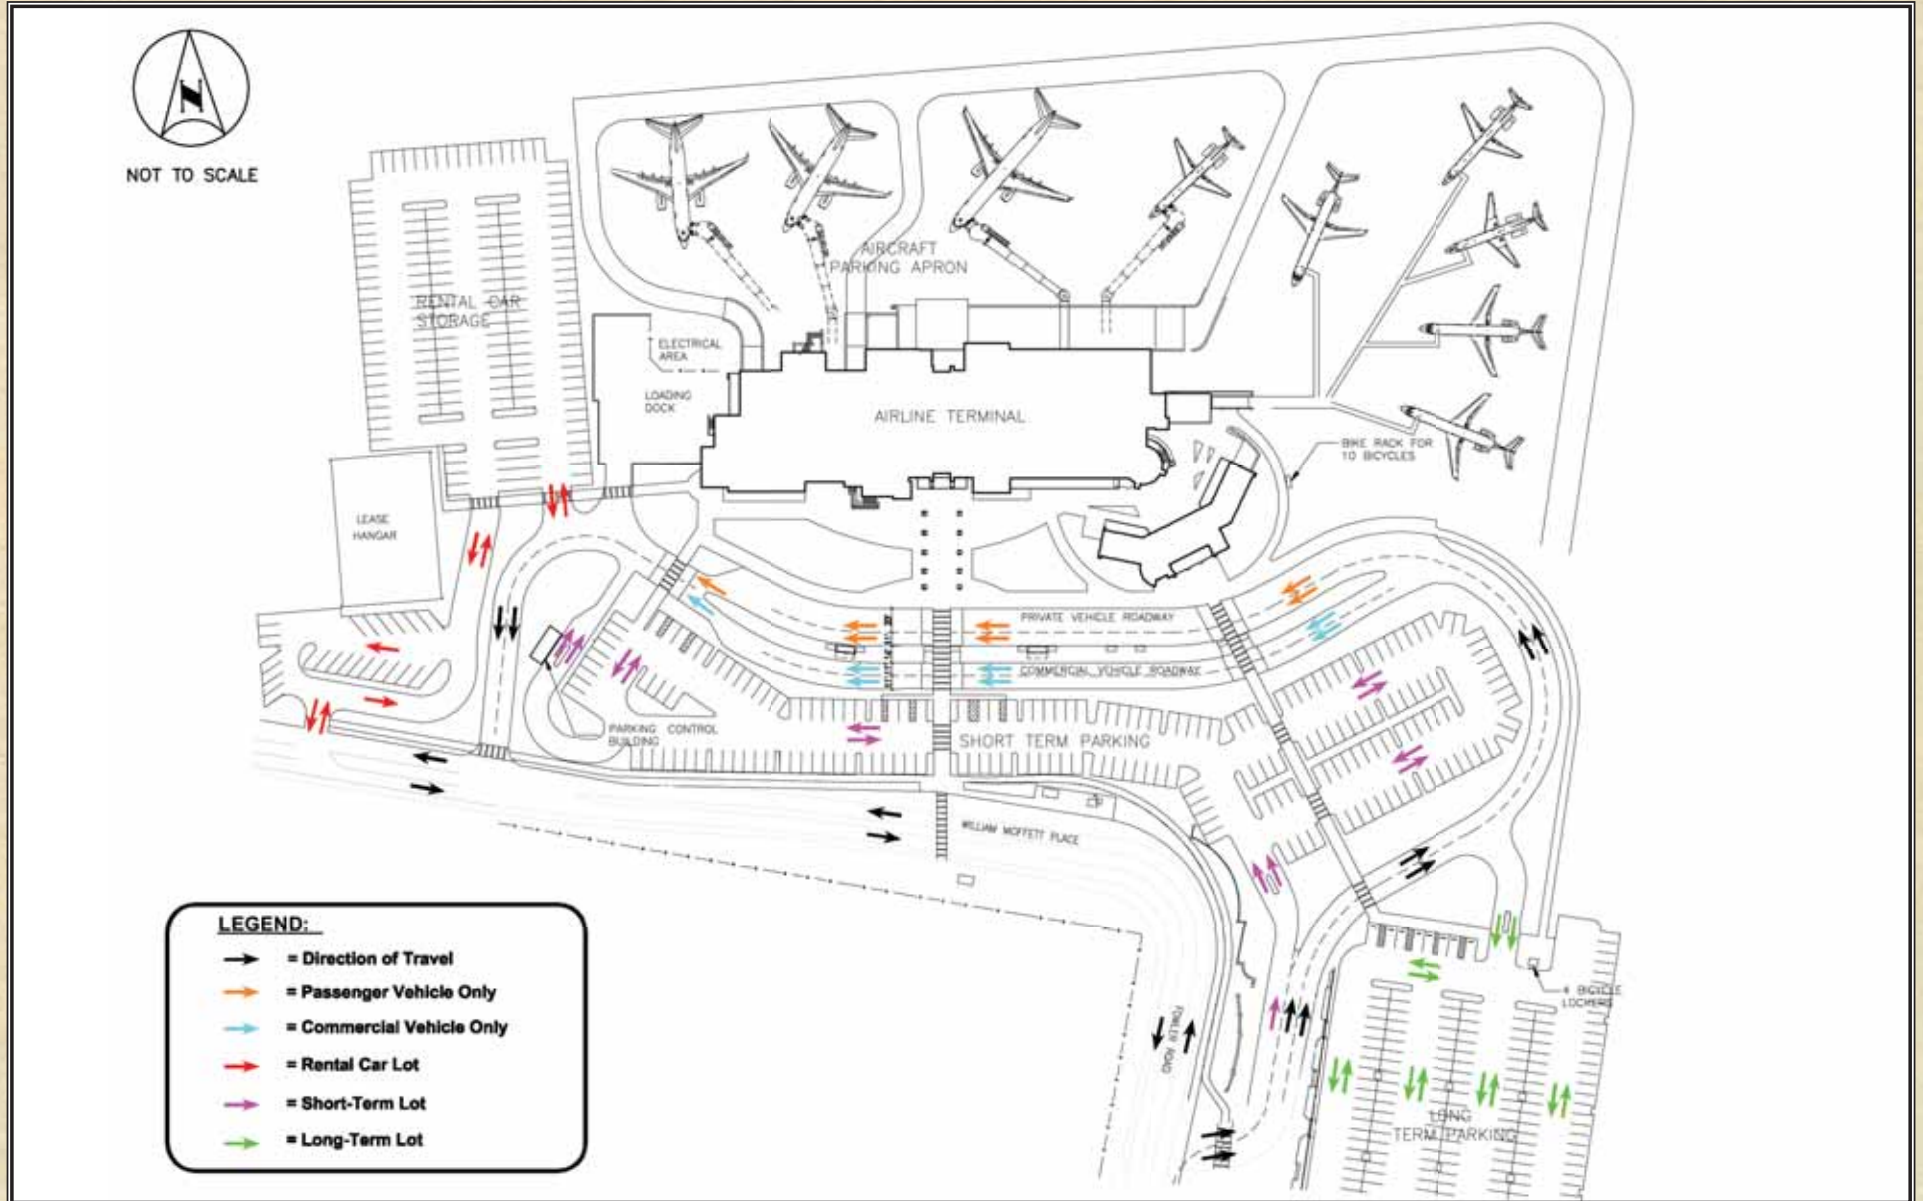 N
NOT TO SCALE
RENTAL CAR
STORAGE
AIRCRAFT
PARKING APRON
ELECTRICAL
AREA
LOADING
DOCK
AIRLINE TERMINAL
BIKE RACK FOR
10 BICYCLES
LEASE
HANGAR
PRIVATE VEHICLE ROADWAY
COMMERCIAL VEHICLE ROADWAY
PARKING CONTROL
BUILDING
SHORT TERM PARKING
WILLIAM MOFFETT PLACE
FOWLER ROAD
4 BICYCLE
LOCKERS
LONG
TERM PARKING
LEGEND:
= Direction of Travel
= Passenger Vehicle Only
= Commercial Vehicle Only
= Rental Car Lot
= Short-Term Lot
= Long-Term Lot